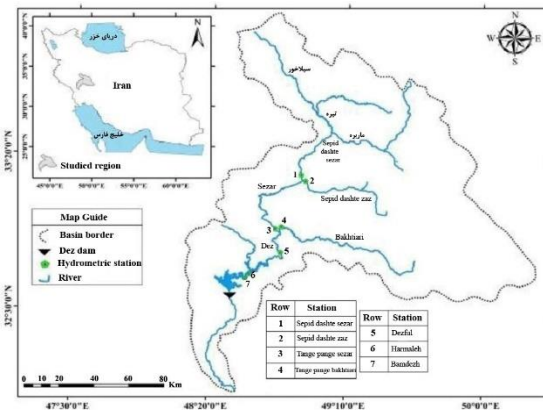 دریای خزر
Iran
خلیج فارس
Studied region
45°0'0"E 50°0'0"E 55°0'0"E 60°0'0"E
N
W E
S
سیلاخور
تیره
ماربره
Sepid dashte sezar
1
2
Sezar
Sepid dashte zaz
3
4
Bakhtiari
Dez
5
6
7
33°20'0"N
32°30'0"N
Map Guide
Basin border
Dez dam
Hydrometric station
River
Row Station
1 Sepid dashte sezar
2 Sepid dashte zaz
3 Tange pange sezar
4 Tange pange bakhtiari
Row Station
5 Dezful
6 Harmaleh
7 Bamdezh
0 10 20 40 60 80
Km
47°30'0"E 48°20'0"E 49°10'0"E 50°0'0"E